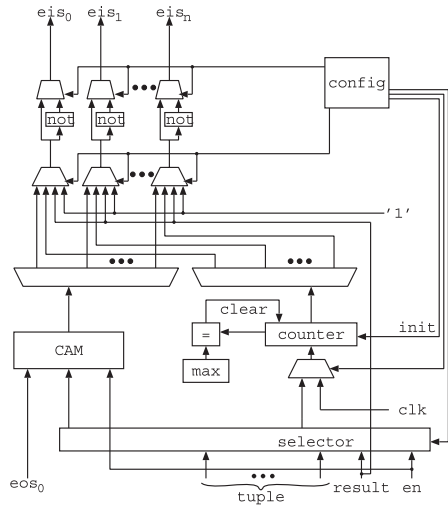 eis₀ eis₁ eisₙ
config
not not not
'1'
clear
init
= counter
CAM
max
clk
selector
eos₀ result en
tuple